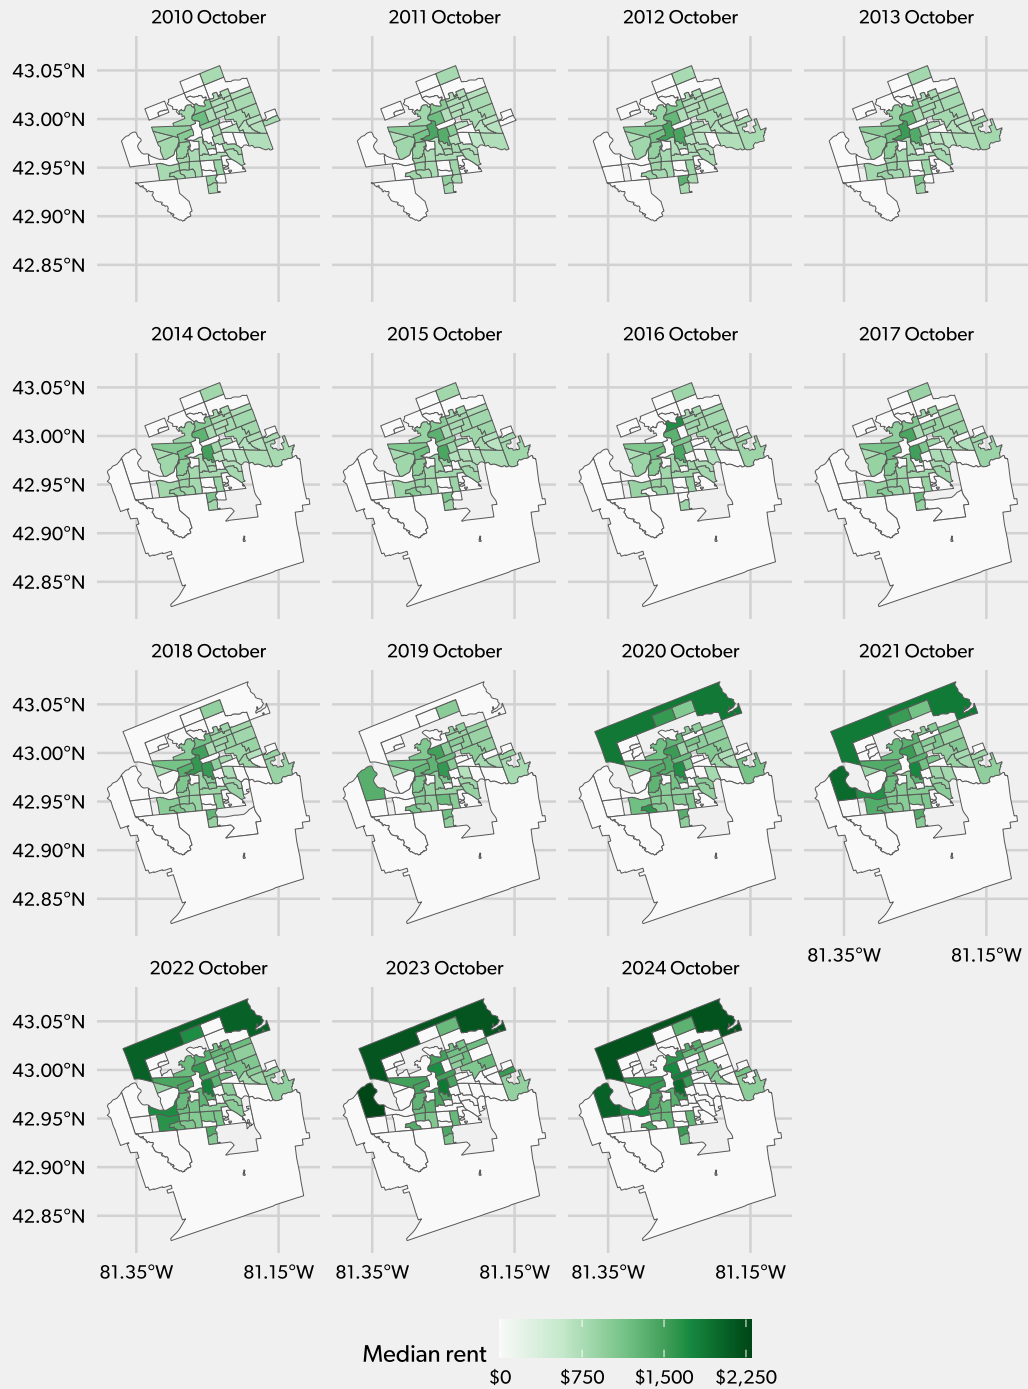 2010 October 2011 October 2012 October 2013 October
43.05°N
43.00°N
42.95°N
42.90°N
42.85°N
2014 October 2015 October 2016 October 2017 October
43.05°N
43.00°N
42.95°N
42.90°N
42.85°N
2018 October 2019 October 2020 October 2021 October
43.05°N
43.00°N
42.95°N
42.90°N
42.85°N
81.35°W 81.15°W
2022 October 2023 October 2024 October
43.05°N
43.00°N
42.95°N
42.90°N
42.85°N
81.35°W 81.15°W 81.35°W 81.15°W 81.35°W 81.15°W
Median rent
$0 $750 $1,500 $2,250